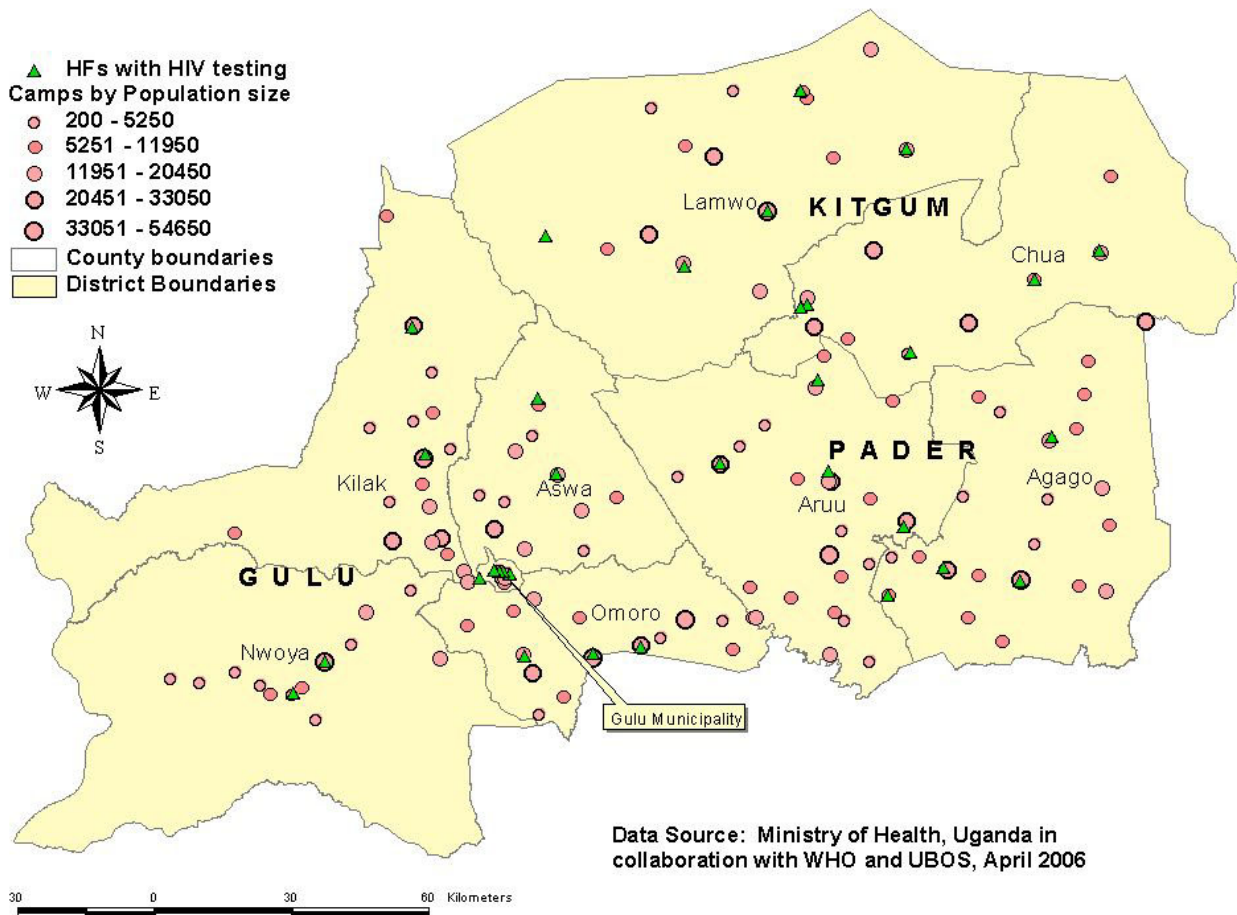 HFs with HIV testing
Camps by Population size
200 - 5250
5251 - 11950
11951 - 20450
20451 - 33050
33051 - 54650
County boundaries
District Boundaries
N
W E
S
Lamwo
KITGUM
Chua
PADER
Kilak
Aswa
Aruu
Agago
GULU
Omoro
Nwoya
Gulu Municipality
Data Source: Ministry of Health, Uganda in
collaboration with WHO and UBOS, April 2006
30 0 30 60 Kilometers